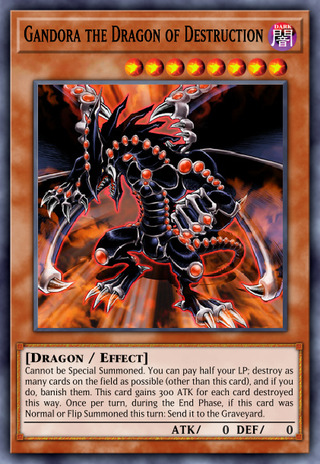 Gandora the Dragon of Destruction
DARK
闇
[Dragon / Effect]
Cannot be Special Summoned. You can pay half your LP; destroy as
many cards on the field as possible (other than this card), and if you
do, banish them. This card gains 300 ATK for each card destroyed
this way. Once per turn, during the End Phase, if this card was
Normal or Flip Summoned this turn: Send it to the Graveyard.
ATK/ 0 DEF/ 0